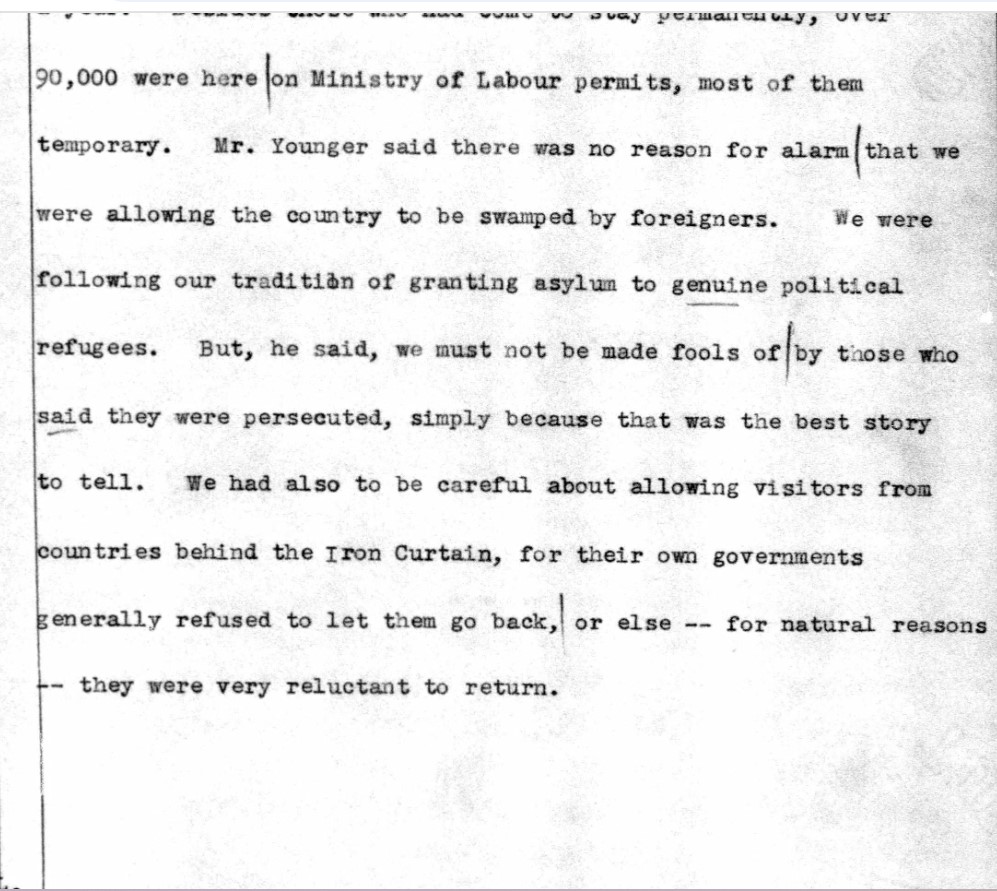 a year. Besides those who had come to stay permanently, over
90,000 were here on Ministry of Labour permits, most of them
temporary. Mr. Younger said there was no reason for alarm that we
were allowing the country to be swamped by foreigners. We were
following our tradition of granting asylum to genuine political
refugees. But, he said, we must not be made fools of by those who
said they were persecuted, simply because that was the best story
to tell. We had also to be careful about allowing visitors from
countries behind the Iron Curtain, for their own governments
generally refused to let them go back, or else -- for natural reasons
-- they were very reluctant to return.